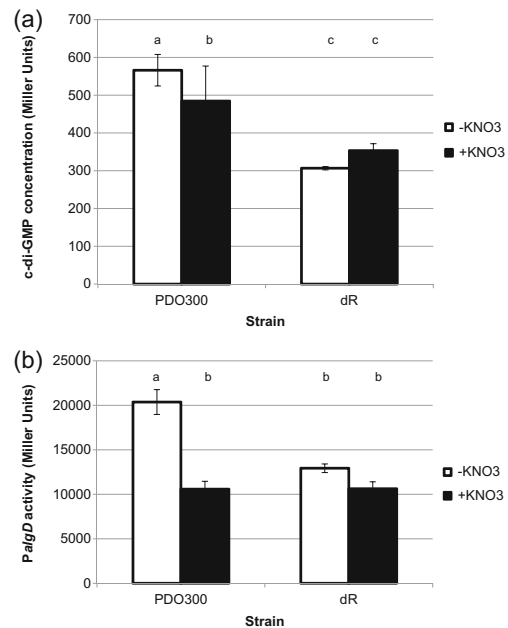 (a)
c-di-GMP concentration (Miller Units)
700
600
500
400
300
200
100
0
a b c c
-KNO3
+KNO3
PDO300 dR
Strain
(b)
PalgD activity (Miller Units)
25000
20000
15000
10000
5000
0
a b b b
-KNO3
+KNO3
PDO300 dR
Strain